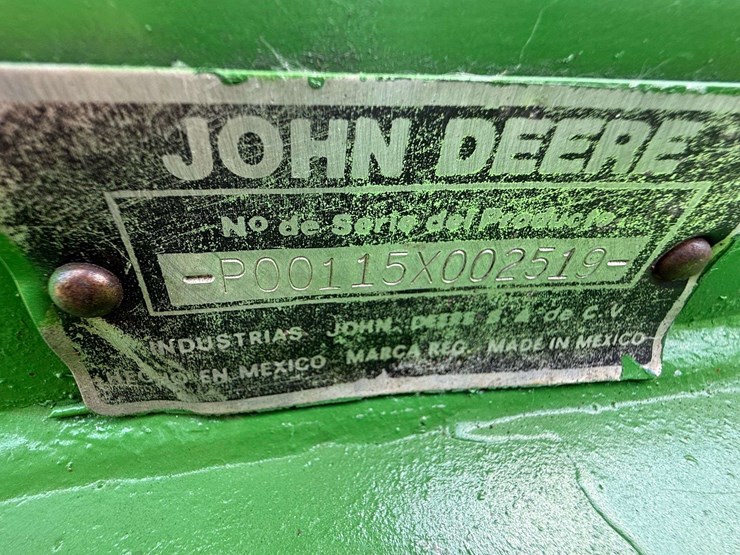 JOHN DEERE
No de Serie del Producto
-P00115X002519-
INDUSTRIAS JOHN DEERE S.A. de C.V
HECHO EN MEXICO MARCA REG. MADE IN MEXICO